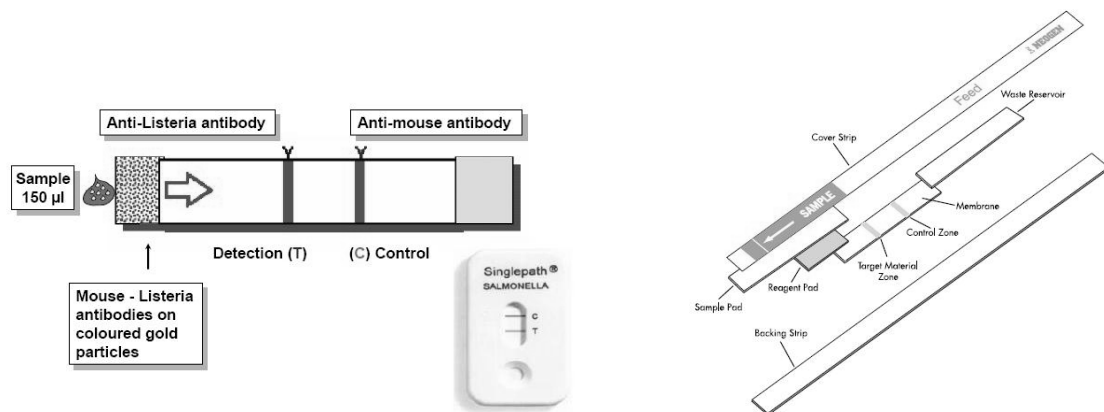 Anti-Listeria antibody
Anti-mouse antibody
Sample
150 µl
Detection (T)
(C) Control
Mouse - Listeria
antibodies on
coloured gold
particles
Singlepath®
SALMONELLA
C
T
NEOGEN
Feed
Waste Reservoir
Cover Strip
SAMPLE
Membrane
Control Zone
Target Material
Zone
Reagent Pad
Sample Pad
Backing Strip